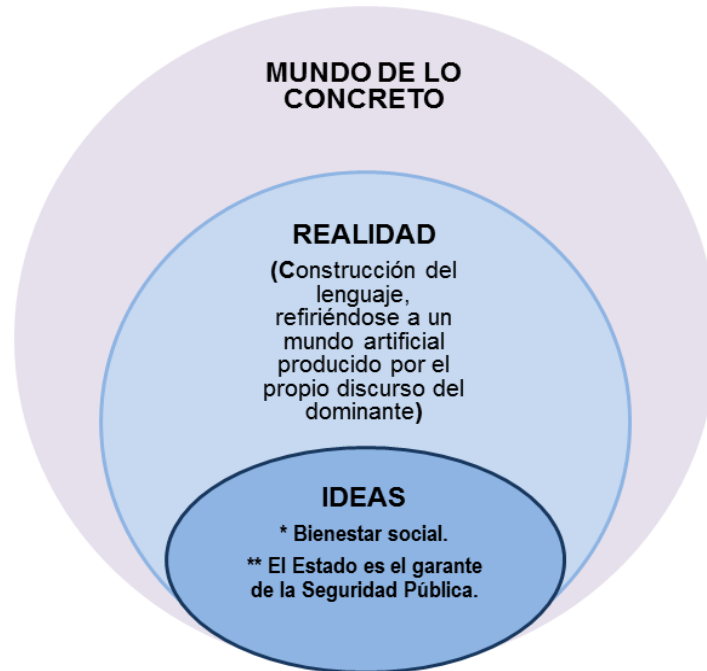 MUNDO DE LO
CONCRETO
REALIDAD
(Construcción del
lenguaje,
refiriéndose a un
mundo artificial
producido por el
propio discurso del
dominante)
IDEAS
* Bienestar social.
** El Estado es el garante
de la Seguridad Pública.